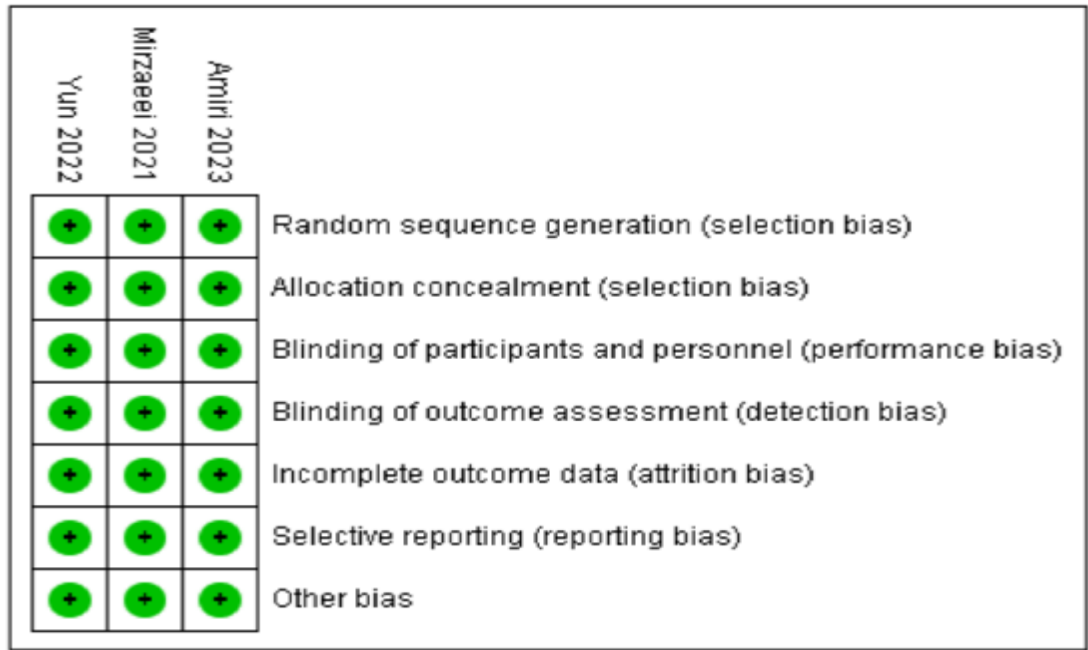 Yun 2022
Mirzaeei 2021
Amiri 2023
+ + + Random sequence generation (selection bias)
+ + + Allocation concealment (selection bias)
+ + + Blinding of participants and personnel (performance bias)
+ + + Blinding of outcome assessment (detection bias)
+ + + Incomplete outcome data (attrition bias)
+ + + Selective reporting (reporting bias)
+ + + Other bias